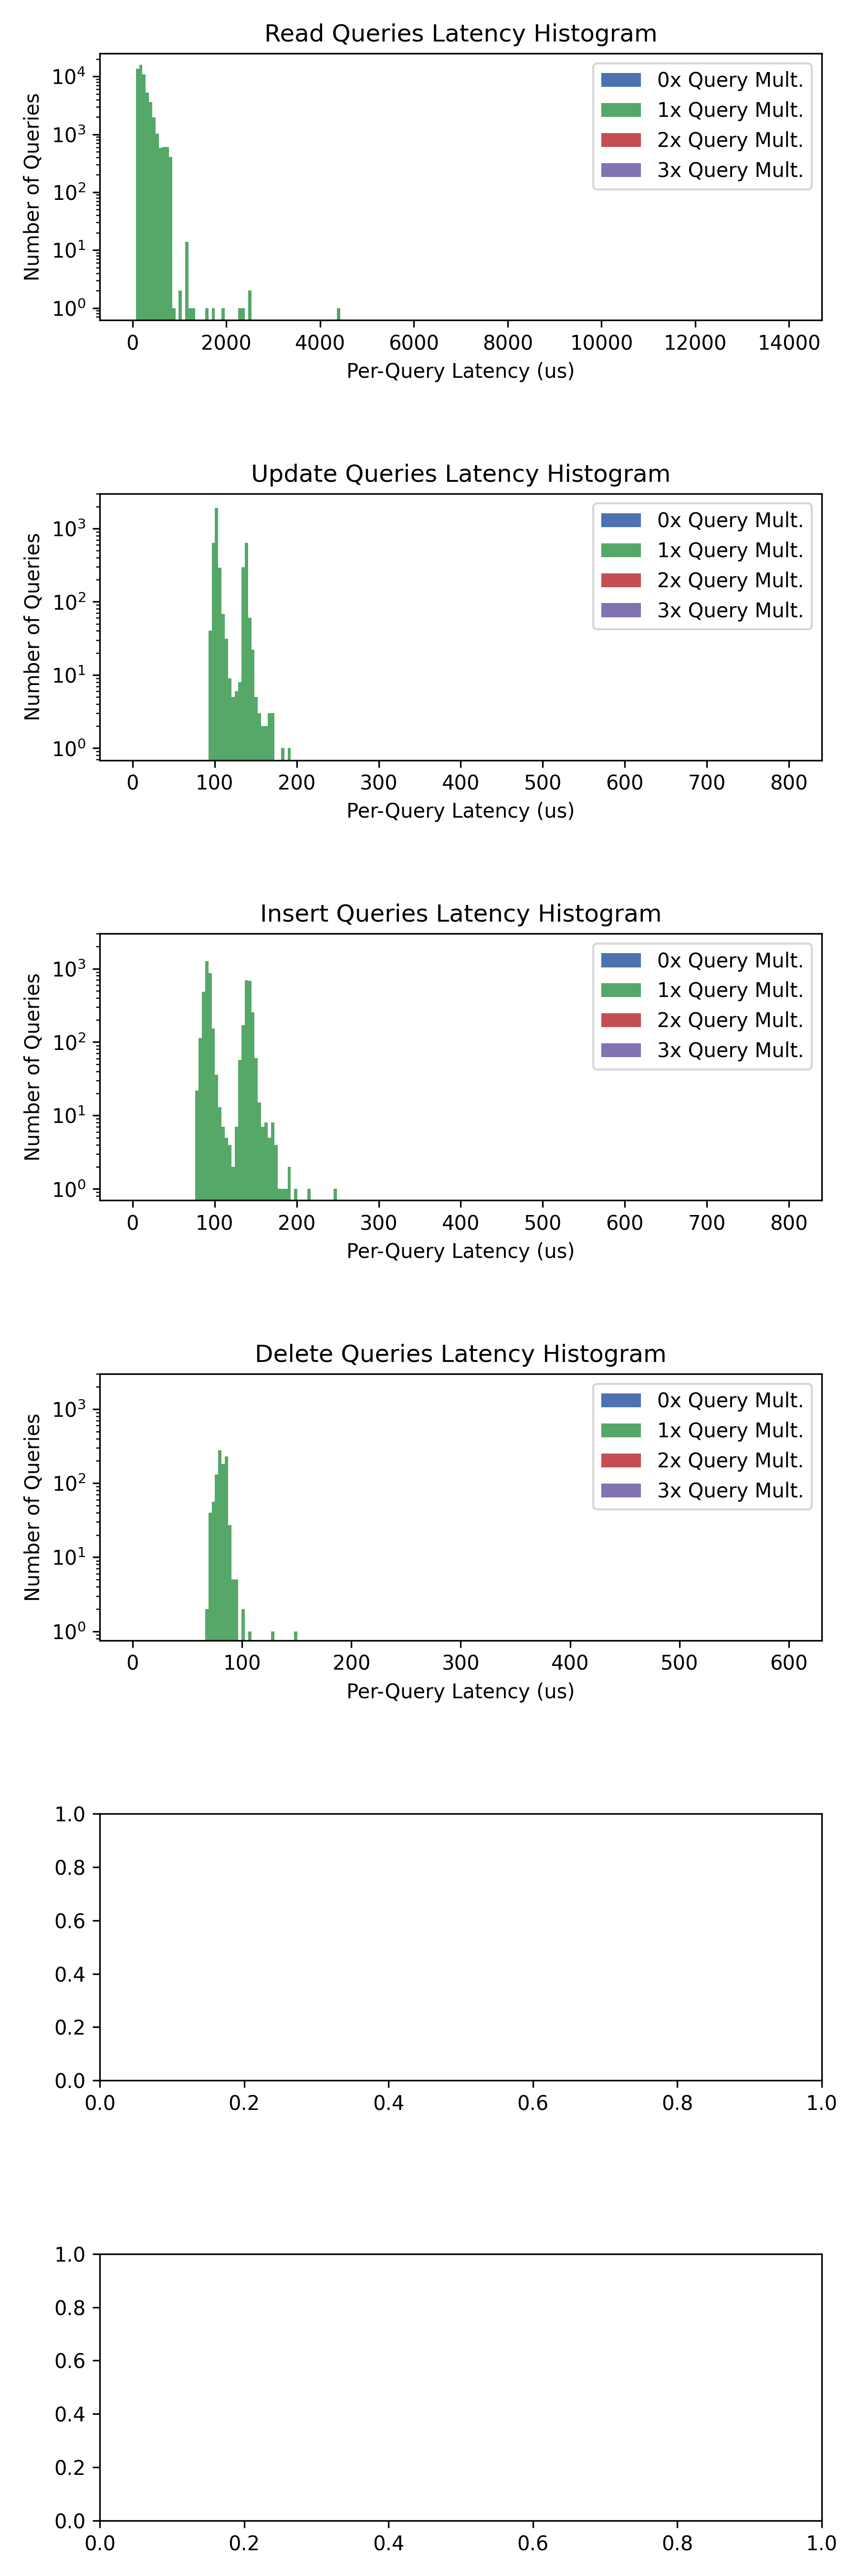 Read Queries Latency Histogram
Number of Queries
10^4
10^3
10^2
10^1
10^0
0x Query Mult.
1x Query Mult.
2x Query Mult.
3x Query Mult.
0 2000 4000 6000 8000 10000 12000 14000
Per-Query Latency (us)
Update Queries Latency Histogram
Number of Queries
10^3
10^2
10^1
10^0
0x Query Mult.
1x Query Mult.
2x Query Mult.
3x Query Mult.
0 100 200 300 400 500 600 700 800
Per-Query Latency (us)
Insert Queries Latency Histogram
Number of Queries
10^3
10^2
10^1
10^0
0x Query Mult.
1x Query Mult.
2x Query Mult.
3x Query Mult.
0 100 200 300 400 500 600 700 800
Per-Query Latency (us)
Delete Queries Latency Histogram
Number of Queries
10^3
10^2
10^1
10^0
0x Query Mult.
1x Query Mult.
2x Query Mult.
3x Query Mult.
0 100 200 300 400 500 600
Per-Query Latency (us)
1.0
0.8
0.6
0.4
0.2
0.0
0.0 0.2 0.4 0.6 0.8 1.0
1.0
0.8
0.6
0.4
0.2
0.0
0.0 0.2 0.4 0.6 0.8 1.0